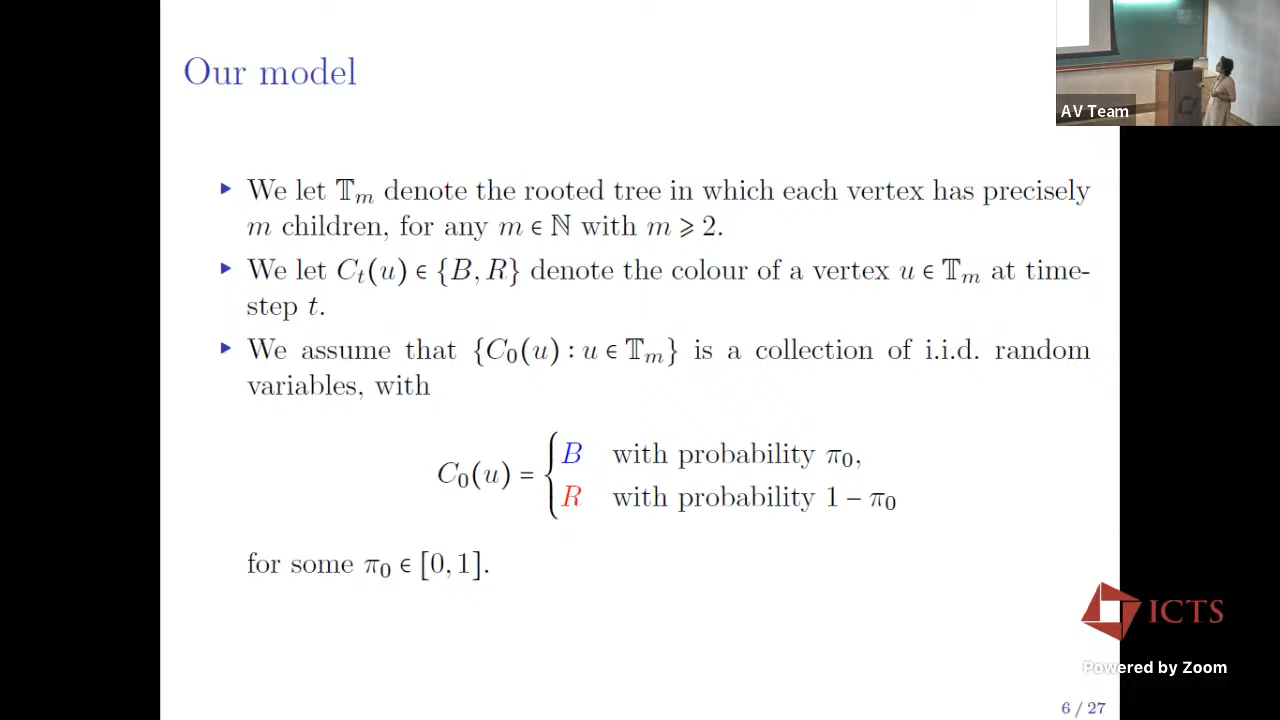 Our model
AV Team
▸ We let 𝕋ₘ denote the rooted tree in which each vertex has precisely
m children, for any m ∈ ℕ with m ⩾ 2.
▸ We let Cₜ(u) ∈ {B, R} denote the colour of a vertex u ∈ 𝕋ₘ at time-
step t.
▸ We assume that {C₀(u) : u ∈ 𝕋ₘ} is a collection of i.i.d. random
variables, with
C₀(u) = { B with probability π₀,
R with probability 1 − π₀
for some π₀ ∈ [0, 1].
ICTS
Powered by Zoom
6 / 27